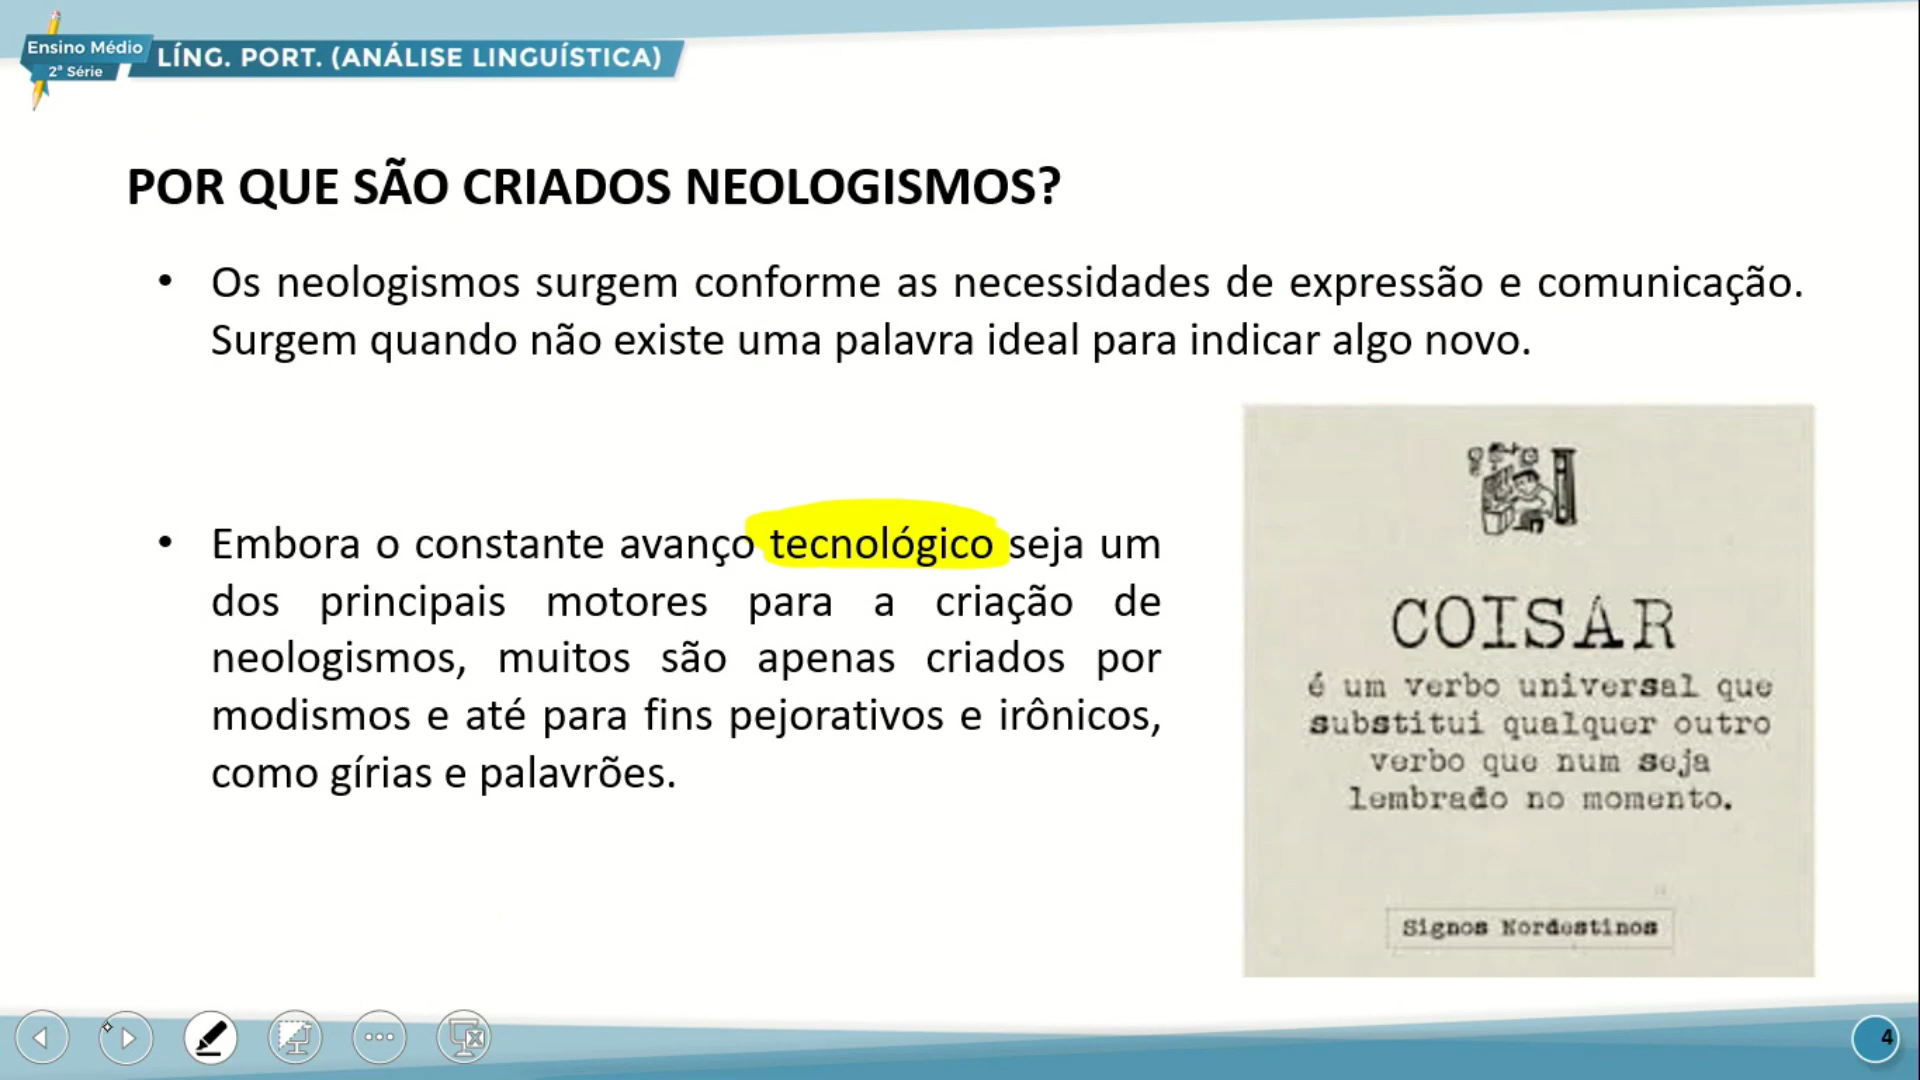 Ensino Médio
2ª Série
LÍNG. PORT. (ANÁLISE LINGUÍSTICA)
POR QUE SÃO CRIADOS NEOLOGISMOS?
• Os neologismos surgem conforme as necessidades de expressão e comunicação.
Surgem quando não existe uma palavra ideal para indicar algo novo.
• Embora o constante avanço tecnológico seja um
dos principais motores para a criação de
neologismos, muitos são apenas criados por
modismos e até para fins pejorativos e irônicos,
como gírias e palavrões.
COISAR
é um verbo universal que
substitui qualquer outro
verbo que num seja
lembrado no momento.
Signos Nordestinos
4